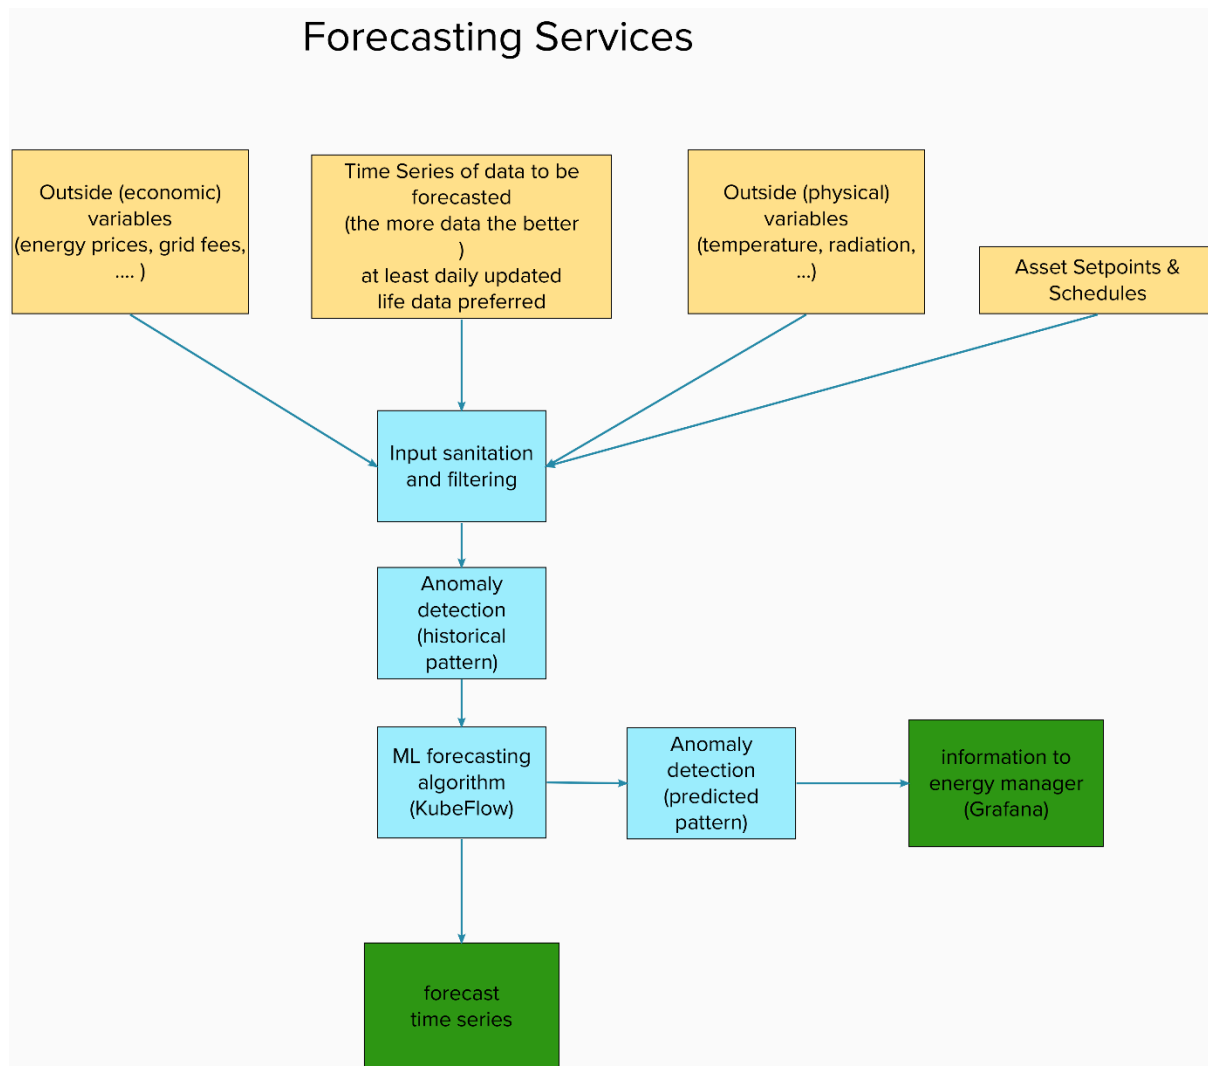 Forecasting Services
Outside (economic)
variables
(energy prices, grid fees,
.... )
Time Series of data to be
forecasted
(the more data the better
)
at least daily updated
life data preferred
Outside (physical)
variables
(temperature, radiation,
...)
Asset Setpoints &
Schedules
Input sanitation
and filtering
Anomaly
detection
(historical
pattern)
ML forecasting
algorithm
(KubeFlow)
Anomaly
detection
(predicted
pattern)
information to
energy manager
(Grafana)
forecast
time series